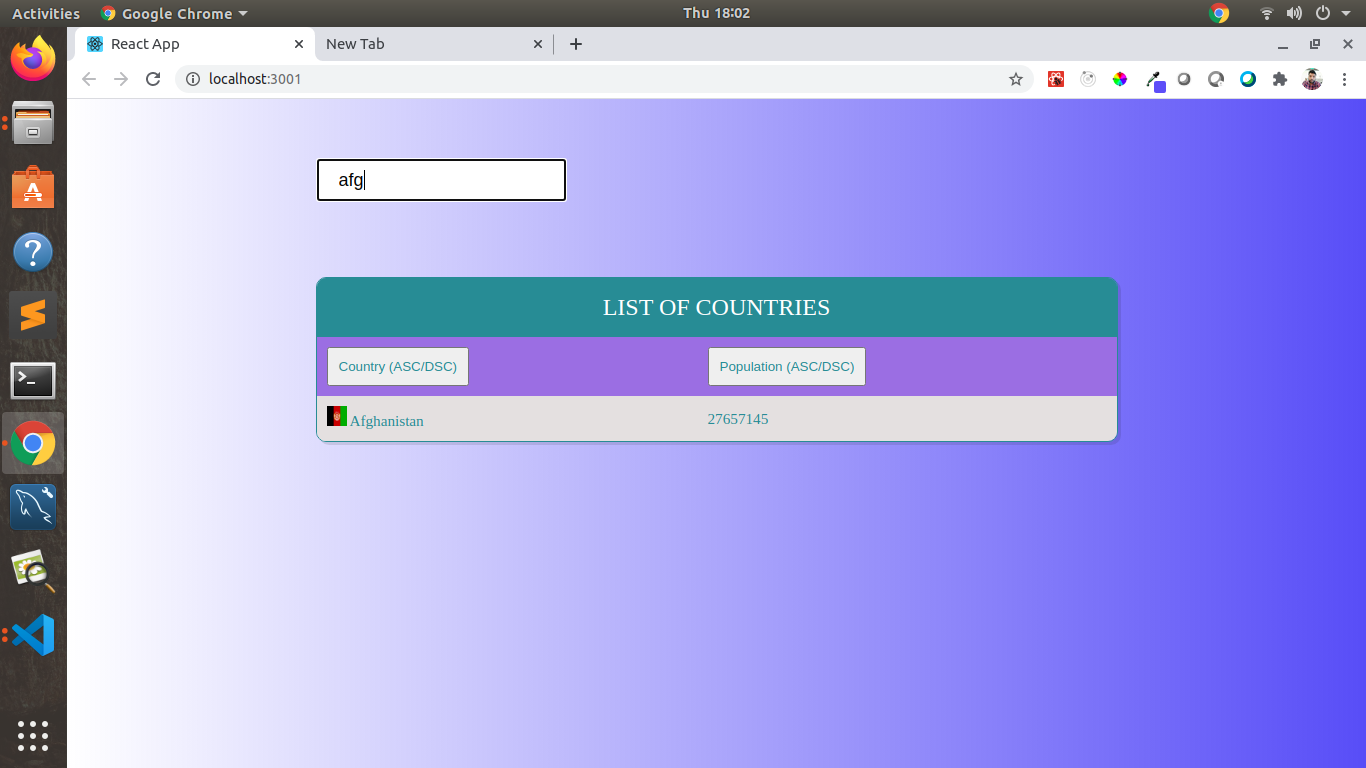 Activities Google Chrome Thu 18:02
React App New Tab
localhost:3001
afg
LIST OF COUNTRIES
Country (ASC/DSC) Population (ASC/DSC)
Afghanistan 27657145